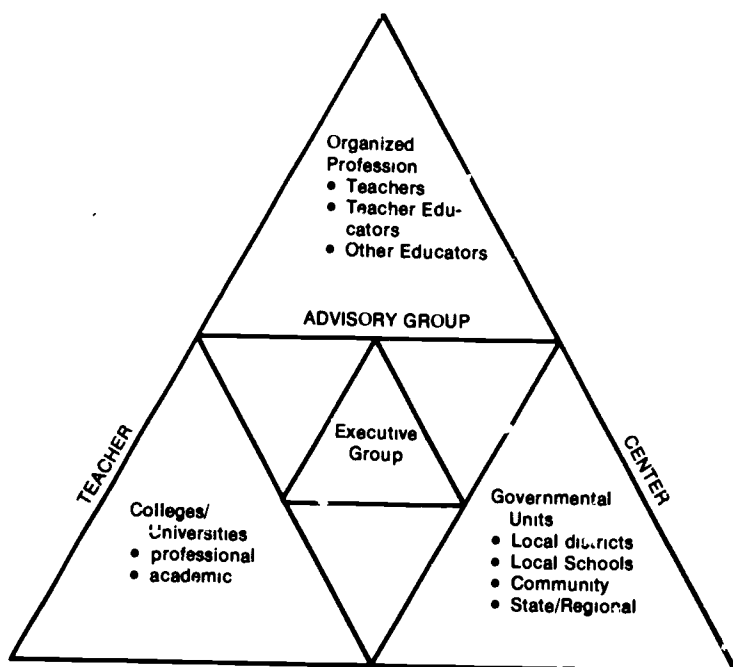 Organized
Profession
• Teachers
• Teacher Edu-
cators
• Other Educators
ADVISORY GROUP
TEACHER
CENTER
Executive
Group
Colleges/
Universities
• professional
• academic
Governmental
Units
• Local districts
• Local Schools
• Community
• State/Regional